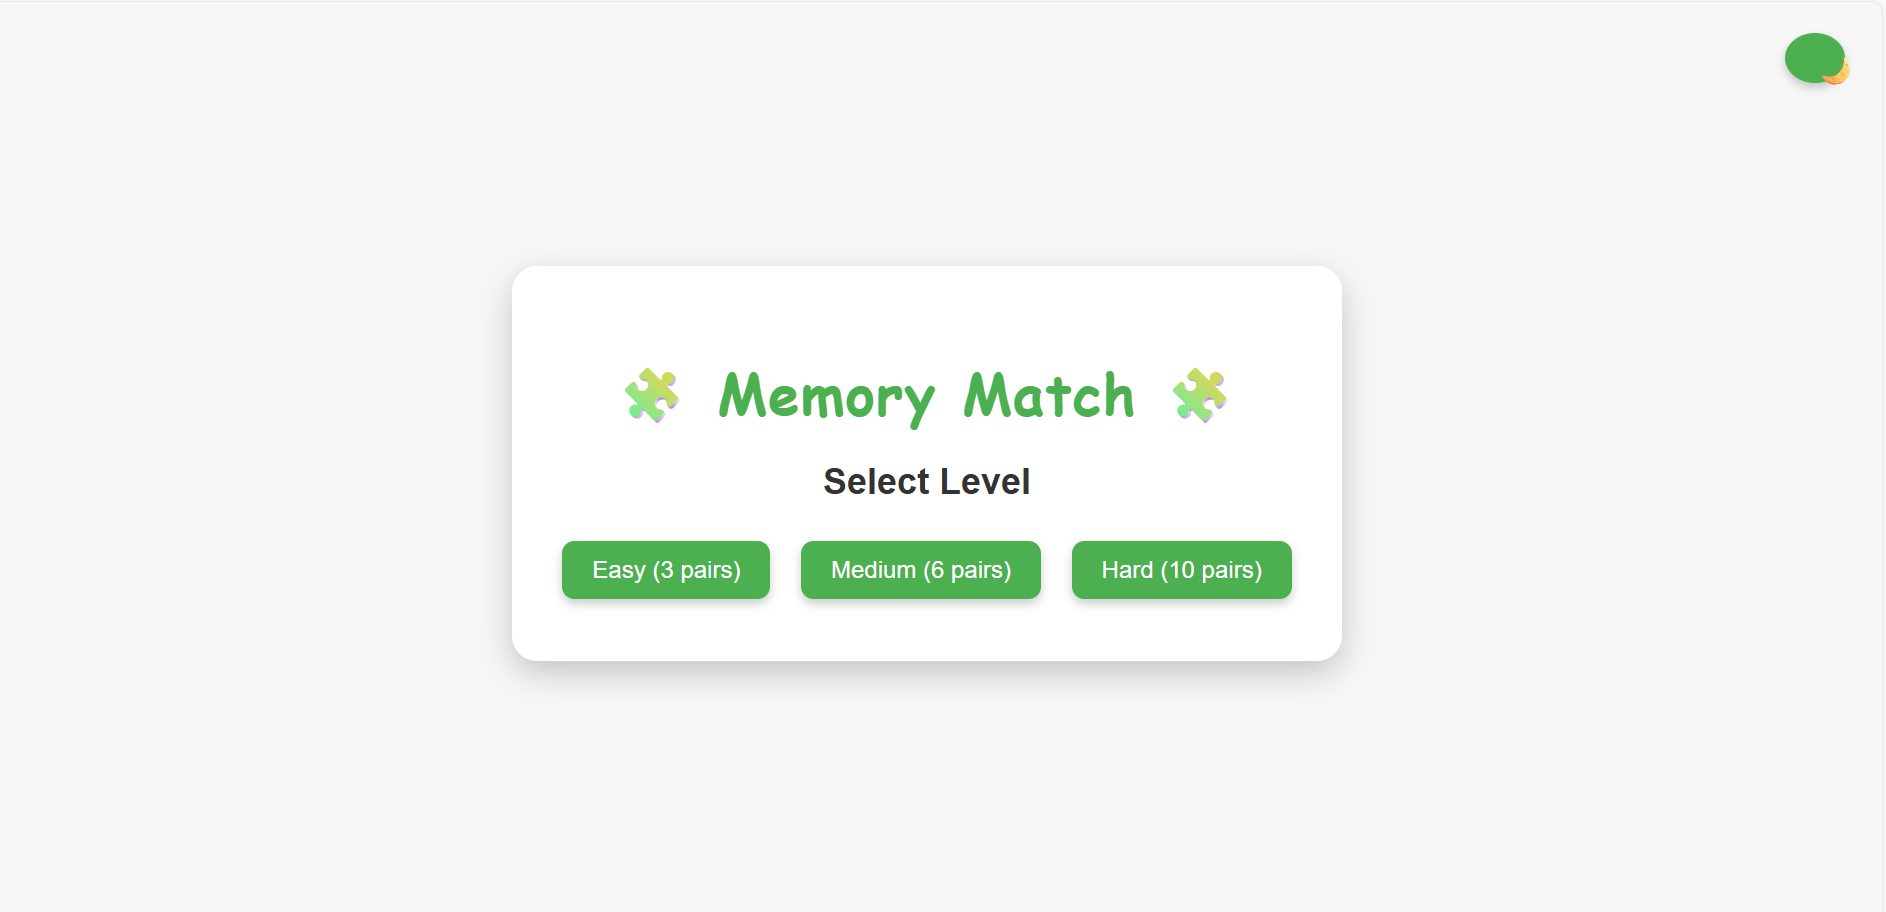 Memory Match
Select Level
Easy (3 pairs)
Medium (6 pairs)
Hard (10 pairs)